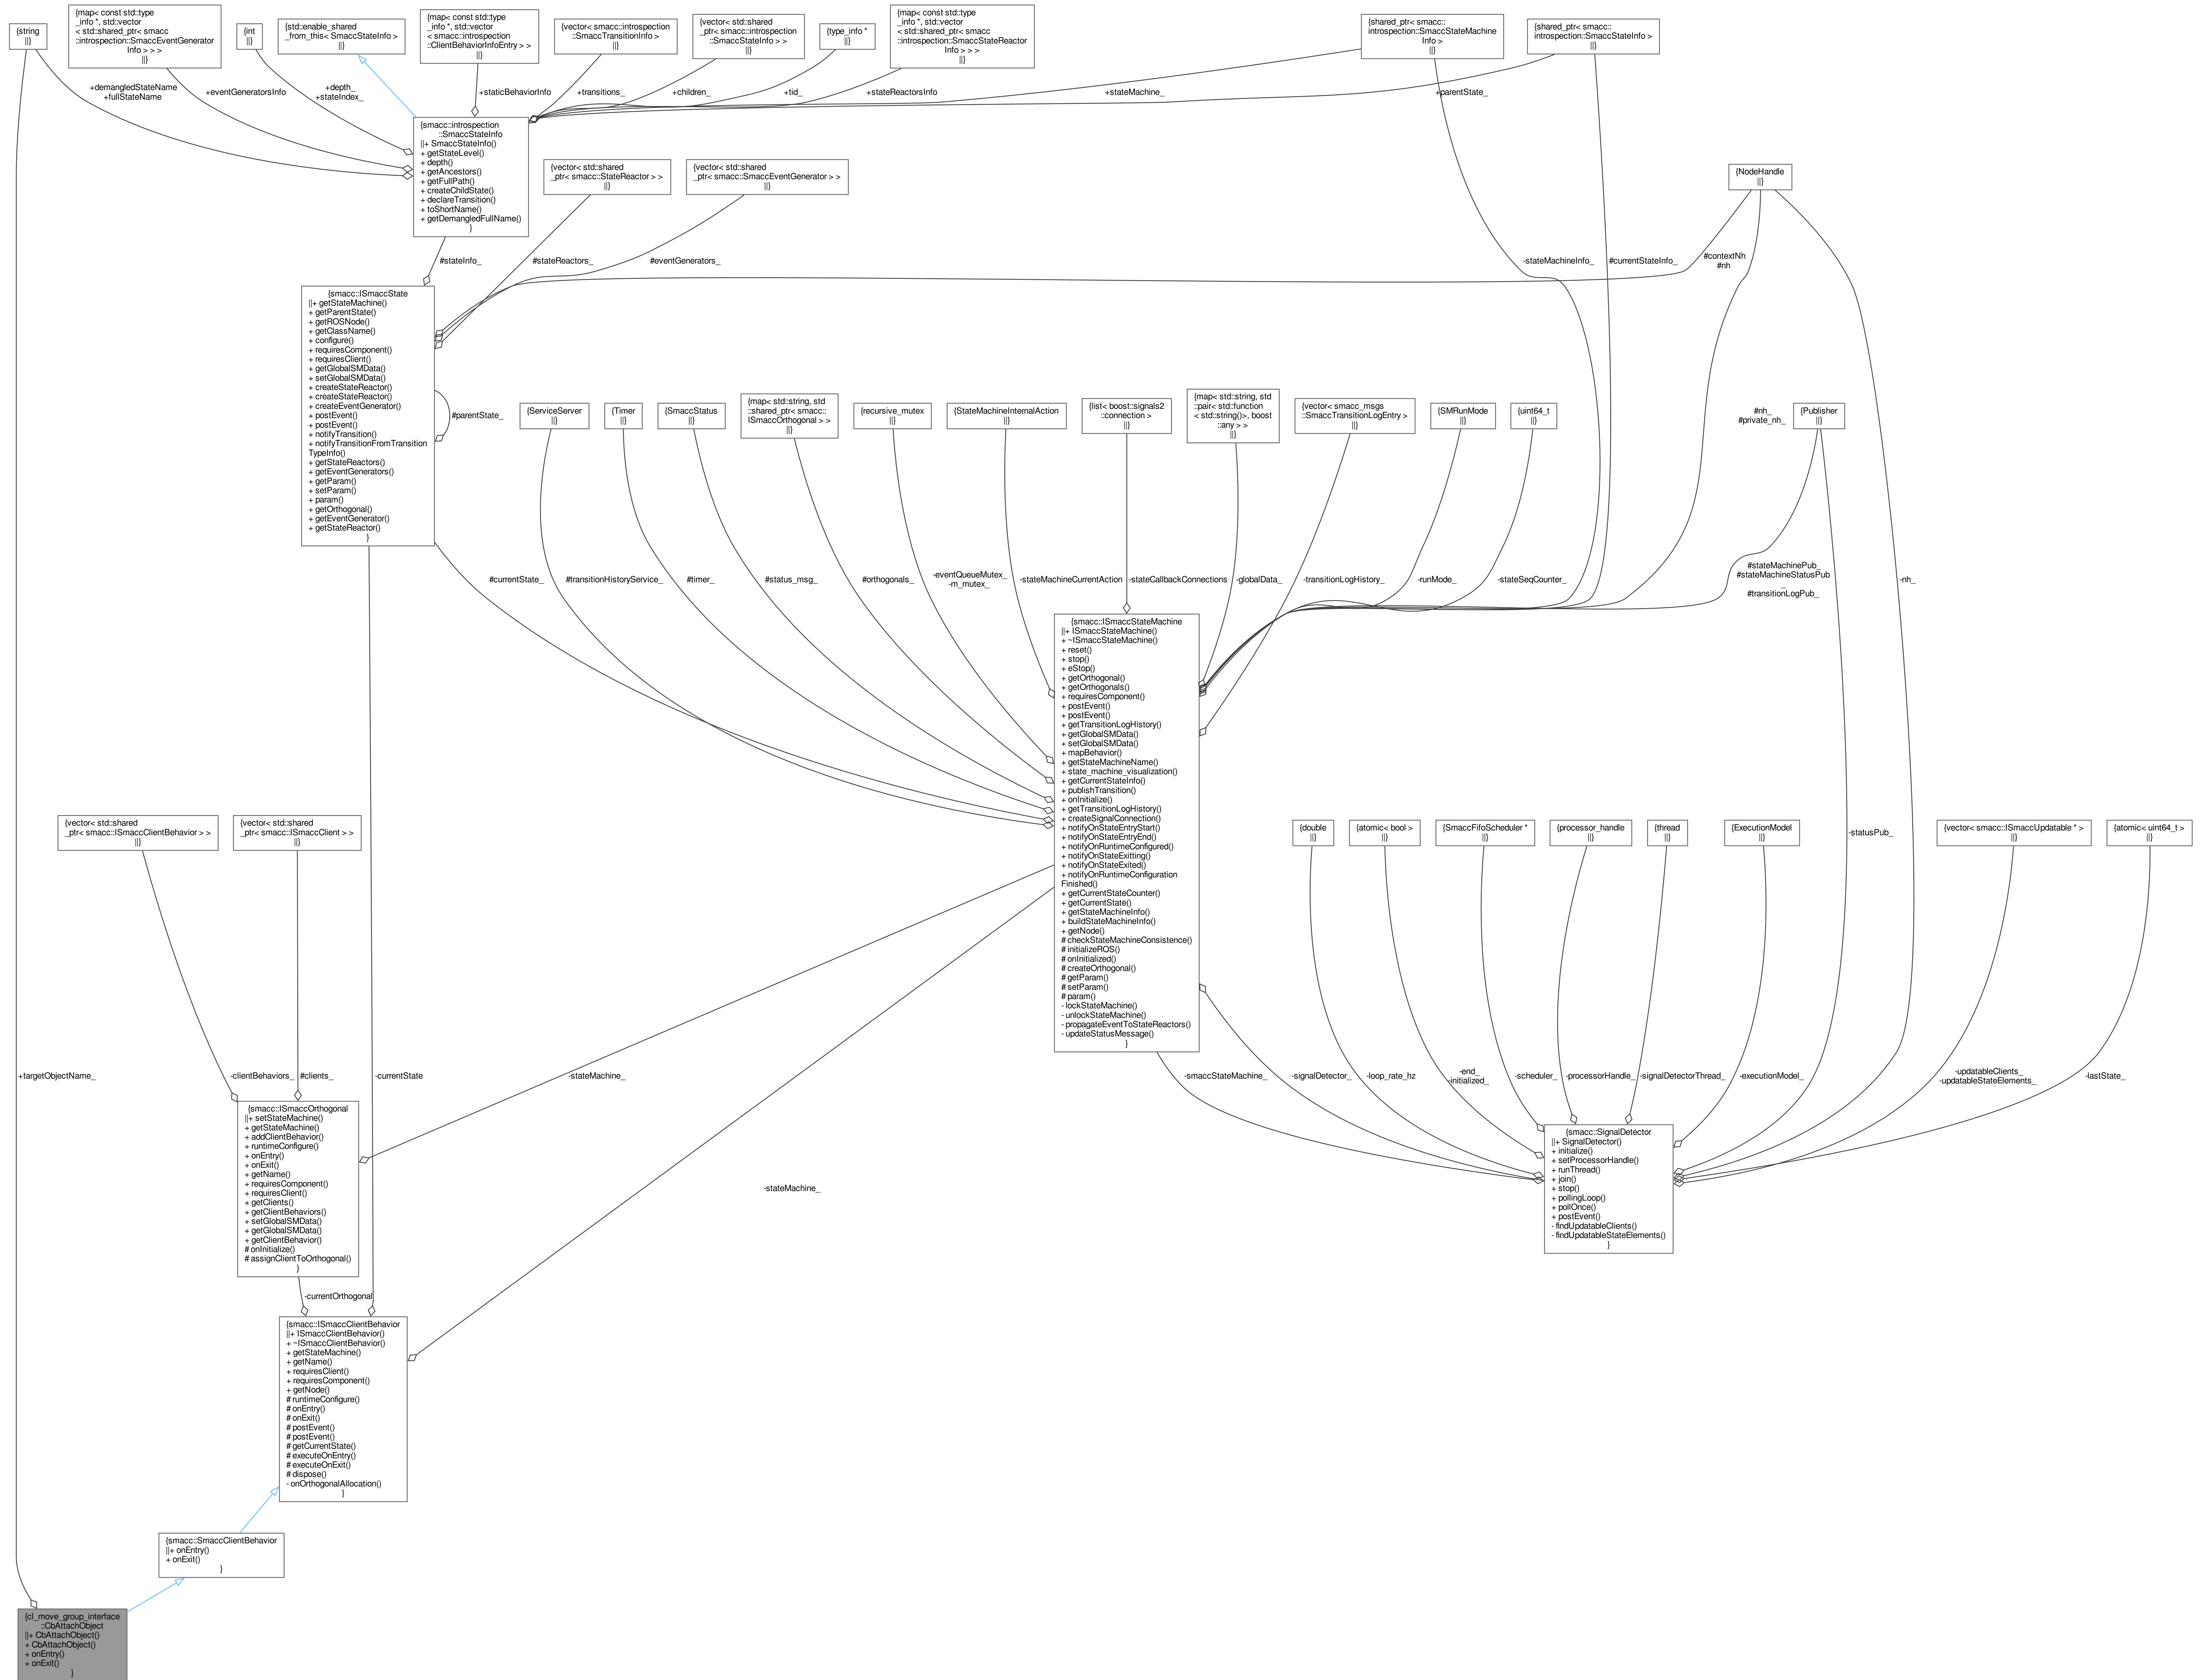 {string
||}
{map< const std::type
_info *, std::vector
< std::shared_ptr< smacc
::introspection::SmaccEventGenerator
Info > > >
||}
{int
||}
{std::enable_shared
_from_this< SmaccStateInfo >
||}
{map< const std::type
_info *, std::vector
< smacc::introspection
::ClientBehaviorInfoEntry > >
||}
{vector< smacc::introspection
::SmaccTransitionInfo >
||}
{vector< std::shared
_ptr< smacc::introspection
::SmaccStateInfo > >
||}
{type_info *
||}
{map< const std::type
_info *, std::vector
< std::shared_ptr< smacc
::introspection::SmaccStateReactor
Info > > >
||}
{shared_ptr< smacc::
introspection::SmaccStateMachine
Info >
||}
{shared_ptr< smacc::
introspection::SmaccStateInfo >
||}
+demangledStateName
+fullStateName
+eventGeneratorsInfo
+depth_
+stateIndex_
+staticBehaviorInfo
+transitions_
+children_
+tid_
+stateReactorsInfo
+stateMachine_
+parentState_
{smacc::introspection
::SmaccStateInfo
||+ SmaccStateInfo()
+ getStateLevel()
+ depth()
+ getAncestors()
+ getFullPath()
+ createChildState()
+ declareTransition()
+ toShortName()
+ getDemangledFullName()
}
{vector< std::shared
_ptr< smacc::StateReactor > >
||}
{vector< std::shared
_ptr< smacc::SmaccEventGenerator > >
||}
{NodeHandle
||}
#stateInfo_
#stateReactors_
#eventGenerators_
-stateMachineInfo_
#currentStateInfo_
#contextNh
#nh
{smacc::ISmaccState
||+ getStateMachine()
+ getParentState()
+ getROSNode()
+ getClassName()
+ configure()
+ requiresComponent()
+ requiresClient()
+ getGlobalSMData()
+ setGlobalSMData()
+ createStateReactor()
+ createStateReactor()
+ createEventGenerator()
+ postEvent()
+ postEvent()
+ notifyTransition()
+ notifyTransitionFromTransition
TypeInfo()
+ getStateReactors()
+ getEventGenerators()
+ getParam()
+ setParam()
+ param()
+ getOrthogonal()
+ getEventGenerator()
+ getStateReactor()
}
#parentState_
{ServiceServer
||}
{Timer
||}
{SmaccStatus
||}
{map< std::string, std
::shared_ptr< smacc::
ISmaccOrthogonal > >
||}
{recursive_mutex
||}
{StateMachineInternalAction
||}
{list< boost::signals2
::connection >
||}
{map< std::string, std
::pair< std::function
< std::string()>, boost
::any > >
||}
{vector< smacc_msgs
::SmaccTransitionLogEntry >
||}
{SMRunMode
||}
{uint64_t
||}
#nh_
#private_nh_
{Publisher
||}
#currentState_
#transitionHistoryService_
#timer_
#status_msg_
#orthogonals_
-eventQueueMutex_
-m_mutex_
-stateMachineCurrentAction
-stateCallbackConnections
-globalData_
-transitionLogHistory_
-runMode_
-stateSeqCounter_
#stateMachinePub_
#stateMachineStatusPub
_
#transitionLogPub_
-nh_
{smacc::ISmaccStateMachine
||+ ISmaccStateMachine()
+ ~ISmaccStateMachine()
+ reset()
+ stop()
+ eStop()
+ getOrthogonal()
+ getOrthogonals()
+ requiresComponent()
+ postEvent()
+ postEvent()
+ getTransitionLogHistory()
+ getGlobalSMData()
+ setGlobalSMData()
+ mapBehavior()
+ getStateMachineName()
+ state_machine_visualization()
+ getCurrentStateInfo()
+ publishTransition()
+ onInitialize()
+ getTransitionLogHistory()
+ createSignalConnection()
+ notifyOnStateEntryStart()
+ notifyOnStateEntryEnd()
+ notifyOnRuntimeConfigured()
+ notifyOnStateExitting()
+ notifyOnStateExited()
+ notifyOnRuntimeConfiguration
Finished()
+ getCurrentStateCounter()
+ getCurrentState()
+ getStateMachineInfo()
+ buildStateMachineInfo()
+ getNode()
# checkStateMachineConsistence()
# initializeROS()
# onInitialized()
# createOrthogonal()
# getParam()
# setParam()
# param()
- lockStateMachine()
- unlockStateMachine()
- propagateEventToStateReactors()
- updateStatusMessage()
}
{vector< std::shared
_ptr< smacc::ISmaccClientBehavior > >
||}
{vector< std::shared
_ptr< smacc::ISmaccClient > >
||}
{double
||}
{atomic< bool >
||}
{SmaccFifoScheduler *
||}
{processor_handle
||}
{thread
||}
{ExecutionModel
||}
-statusPub_
{vector< smacc::ISmaccUpdatable * >
||}
{atomic< uint64_t >
||}
+targetObjectName_
-clientBehaviors_
#clients_
-currentState
-stateMachine_
-smaccStateMachine_
-signalDetector_
-loop_rate_hz
-end_
-initialized_
-scheduler_
-processorHandle_
-signalDetectorThread_
-executionModel_
-updatableClients_
-updatableStateElements_
-lastState_
{smacc::ISmaccOrthogonal
||+ setStateMachine()
+ getStateMachine()
+ addClientBehavior()
+ runtimeConfigure()
+ onEntry()
+ onExit()
+ getName()
+ requiresComponent()
+ requiresClient()
+ getClients()
+ getClientBehaviors()
+ setGlobalSMData()
+ getGlobalSMData()
+ getClientBehavior()
# onInitialize()
# assignClientToOrthogonal()
}
-stateMachine_
{smacc::SignalDetector
||+ SignalDetector()
+ initialize()
+ setProcessorHandle()
+ runThread()
+ join()
+ stop()
+ pollingLoop()
+ pollOnce()
+ postEvent()
- findUpdatableClients()
- findUpdatableStateElements()
}
-currentOrthogonal
{smacc::ISmaccClientBehavior
||+ ISmaccClientBehavior()
+ ~ISmaccClientBehavior()
+ getStateMachine()
+ getName()
+ requiresClient()
+ requiresComponent()
+ getNode()
# runtimeConfigure()
# onEntry()
# onExit()
# postEvent()
# postEvent()
# getCurrentState()
# executeOnEntry()
# executeOnExit()
# dispose()
- onOrthogonalAllocation()
}
{smacc::SmaccClientBehavior
||+ onEntry()
+ onExit()
}
{cl_move_group_interface
::CbAttachObject
||+ CbAttachObject()
+ CbAttachObject()
+ onEntry()
+ onExit()
}